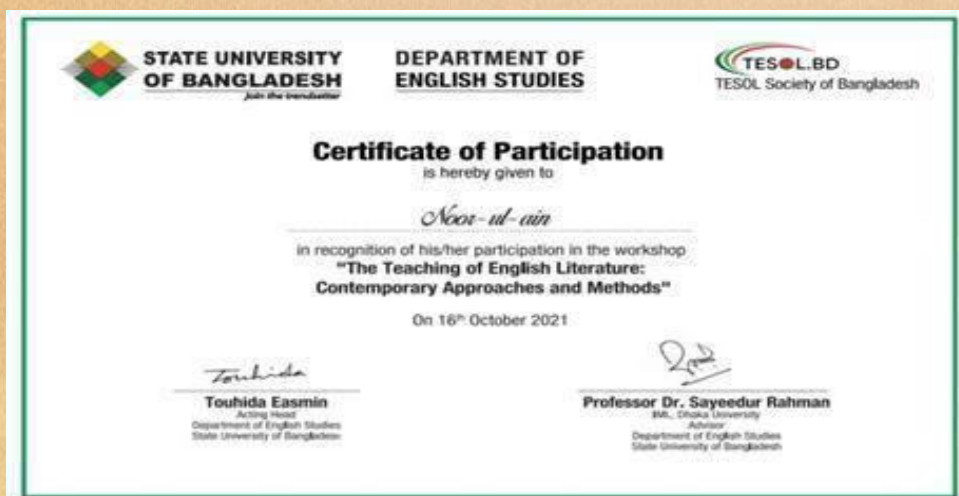 STATE UNIVERSITY
OF BANGLADESH
Join the trendsetter
DEPARTMENT OF
ENGLISH STUDIES
TESOL.BD
TESOL Society of Bangladesh
Certificate of Participation
is hereby given to
Noor-ul-ain
in recognition of his/her participation in the workshop
"The Teaching of English Literature:
Contemporary Approaches and Methods"
On 16th October 2021
Touhida
Touhida Easmin
Acting Head
Department of English Studies
State University of Bangladesh
Professor Dr. Sayeedur Rahman
IML, Dhaka University
Advisor
Department of English Studies
State University of Bangladesh